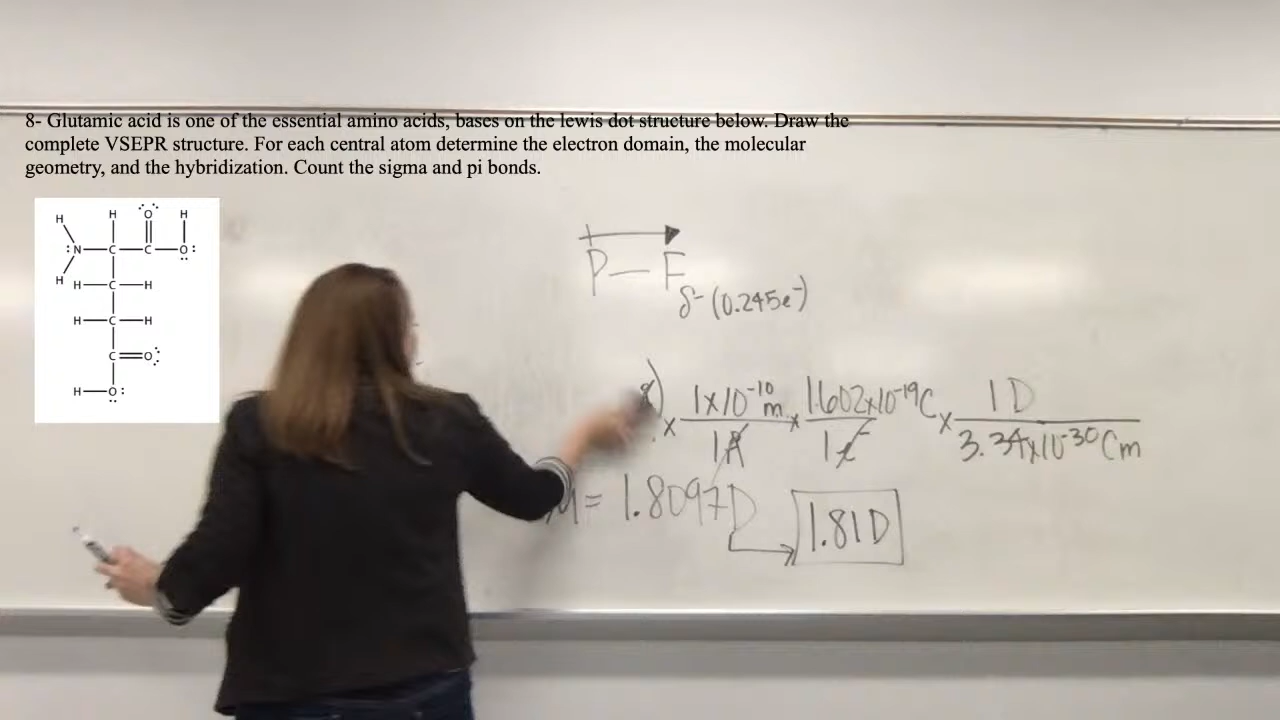 8- Glutamic acid is one of the essential amino acids, bases on the lewis dot structure below. Draw the
complete VSEPR structure. For each central atom determine the electron domain, the molecular
geometry, and the hybridization. Count the sigma and pi bonds.
H H :O: H
:N—C—C—O:
H
H—C—H
H—C—H
C=O:
H—O:
P—F
δ- (0.245e-)
x 1x10^-10 m / 1Å x 1.602x10^-19 C / 1e- x 1D / 3.34x10^-30 Cm
= 1.8097D 1.81D